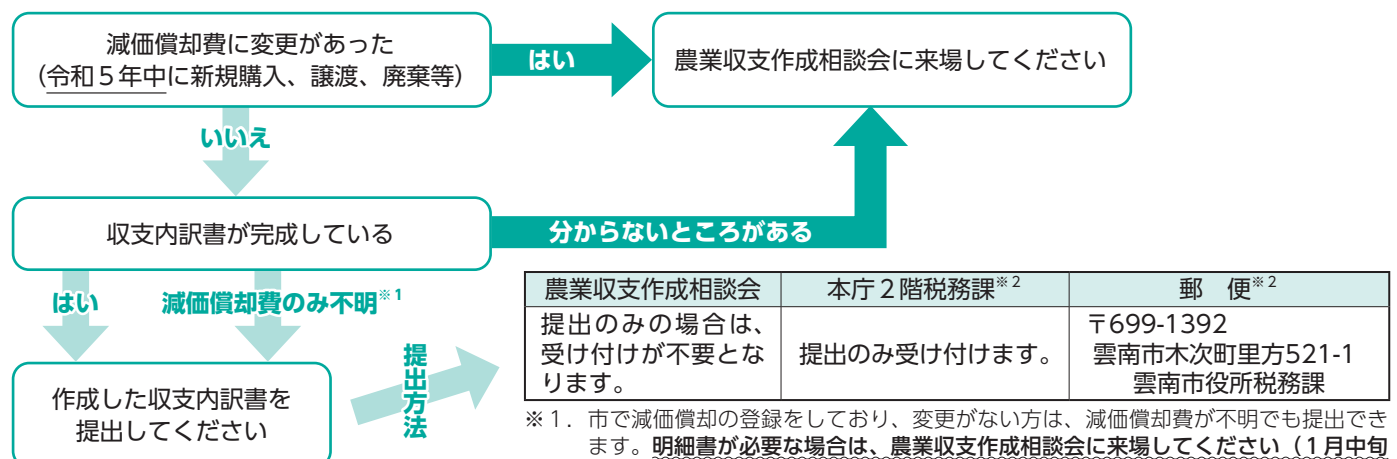 減価償却費に変更があった
（令和５年中に新規購入、譲渡、廃棄等）
はい
農業収支作成相談会に来場してください
いいえ
収支内訳書が完成している
分からないところがある
はい
減価償却費のみ不明※１
作成した収支内訳書を
提出してください
提出方法
農業収支作成相談会 本庁２階税務課※２ 郵　便※２
提出のみの場合は、
受け付けが不要とな
ります。
提出のみ受け付けます。
〒699-1392
雲南市木次町里方521-1
雲南市役所税務課
※１．市で減価償却の登録をしており、変更がない方は、減価償却費が不明でも提出でき
ます。明細書が必要な場合は、農業収支作成相談会に来場してください（１月中旬